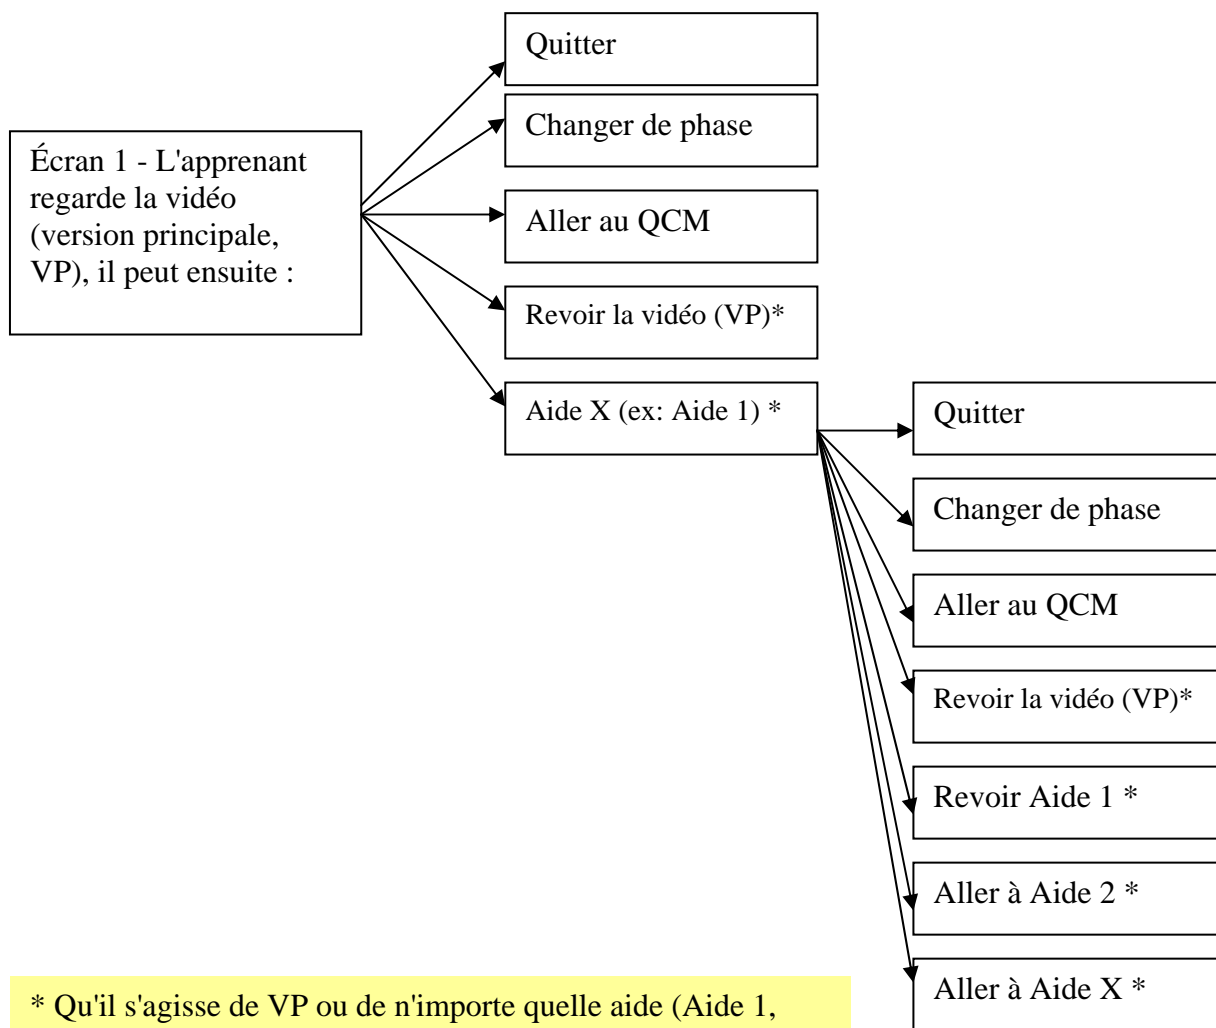 Quitter
Changer de phase
Écran 1 - L'apprenant
regarde la vidéo
(version principale,
VP), il peut ensuite :
Aller au QCM
Revoir la vidéo (VP)*
Aide X (ex: Aide 1) *
Quitter
Changer de phase
Aller au QCM
Revoir la vidéo (VP)*
Revoir Aide 1 *
Aller à Aide 2 *
Aller à Aide X *
* Qu'il s'agisse de VP ou de n'importe quelle aide (Aide 1,